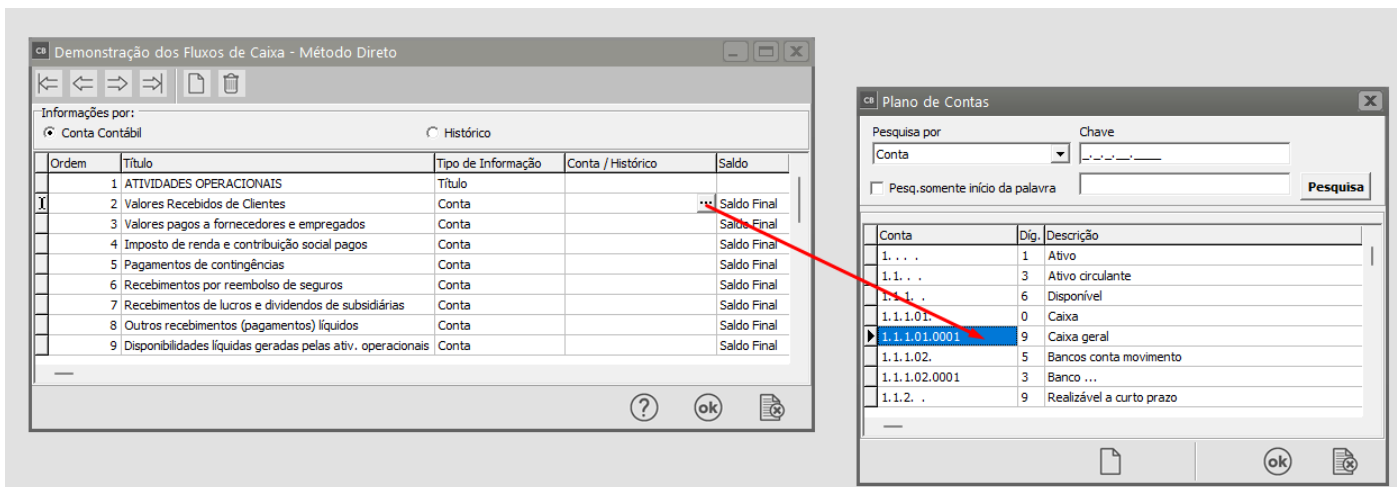 CB Demonstração dos Fluxos de Caixa - Método Direto
Informações por:
Conta Contábil Histórico
Ordem Título Tipo de Informação Conta / Histórico Saldo
1 ATIVIDADES OPERACIONAIS Título
2 Valores Recebidos de Clientes Conta ... Saldo Final
3 Valores pagos a fornecedores e empregados Conta Saldo Final
4 Imposto de renda e contribuição social pagos Conta Saldo Final
5 Pagamentos de contingências Conta Saldo Final
6 Recebimentos por reembolso de seguros Conta Saldo Final
7 Recebimentos de lucros e dividendos de subsidiárias Conta Saldo Final
8 Outros recebimentos (pagamentos) líquidos Conta Saldo Final
9 Disponibilidades líquidas geradas pelas ativ. operacionais Conta Saldo Final
? ok
CB Plano de Contas
Pesquisa por Chave
Conta _._._.__.____
Pesq.somente início da palavra Pesquisa
Conta Díg. Descrição
1. . . . 1 Ativo
1.1. . . 3 Ativo circulante
1.1.1. . 6 Disponível
1.1.1.01. 0 Caixa
1.1.1.01.0001 9 Caixa geral
1.1.1.02. 5 Bancos conta movimento
1.1.1.02.0001 3 Banco ...
1.1.2. . 9 Realizável a curto prazo
ok